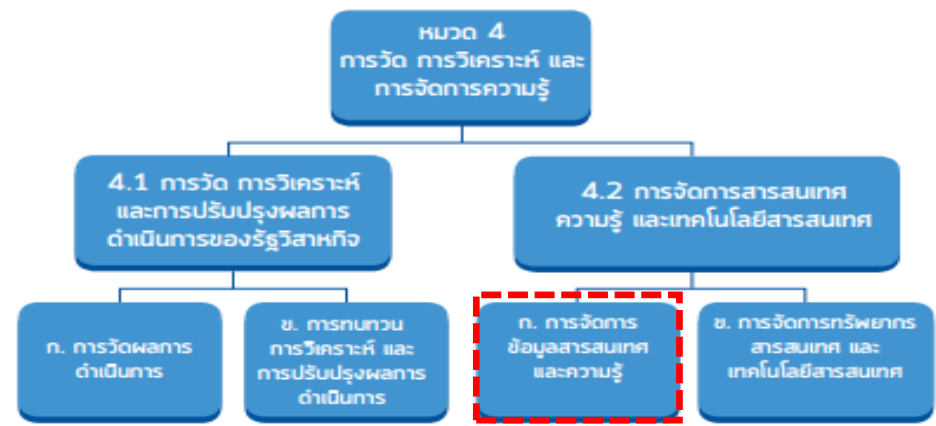 หมวด 4
การวัด การวิเคราะห์ และ
การจัดการความรู้
4.1 การวัด การวิเคราะห์
และการปรับปรุงผลการ
ดำเนินการของรัฐวิสาหกิจ
4.2 การจัดการสารสนเทศ
ความรู้ และเทคโนโลยีสารสนเทศ
ก. การวัดผลการ
ดำเนินการ
ข. การทบทวน
การวิเคราะห์ และ
การปรับปรุงผลการ
ดำเนินการ
ก. การจัดการ
ข้อมูลสารสนเทศ
และความรู้
ข. การจัดการทรัพยากร
สารสนเทศ และ
เทคโนโลยีสารสนเทศ